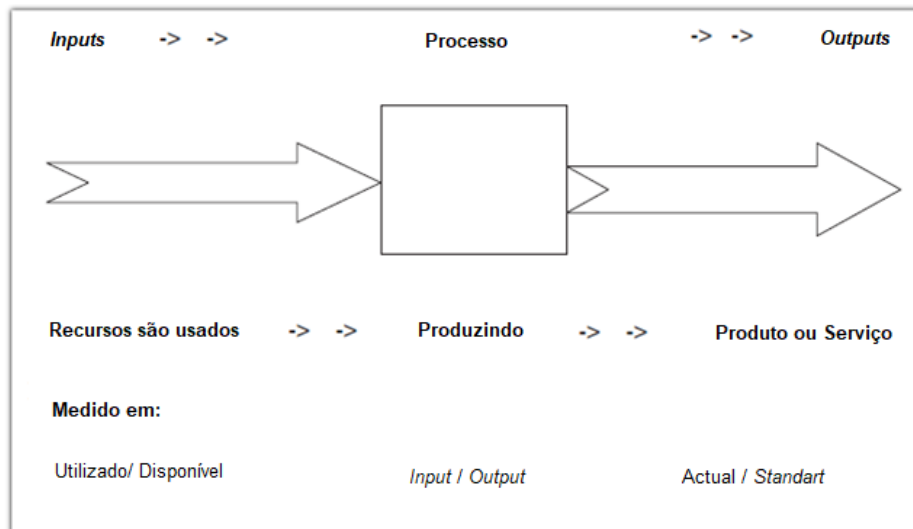 Inputs -> -> Processo -> -> Outputs
Recursos são usados -> -> Produzindo -> -> Produto ou Serviço
Medido em:
Utilizado/ Disponível Input / Output Actual / Standart